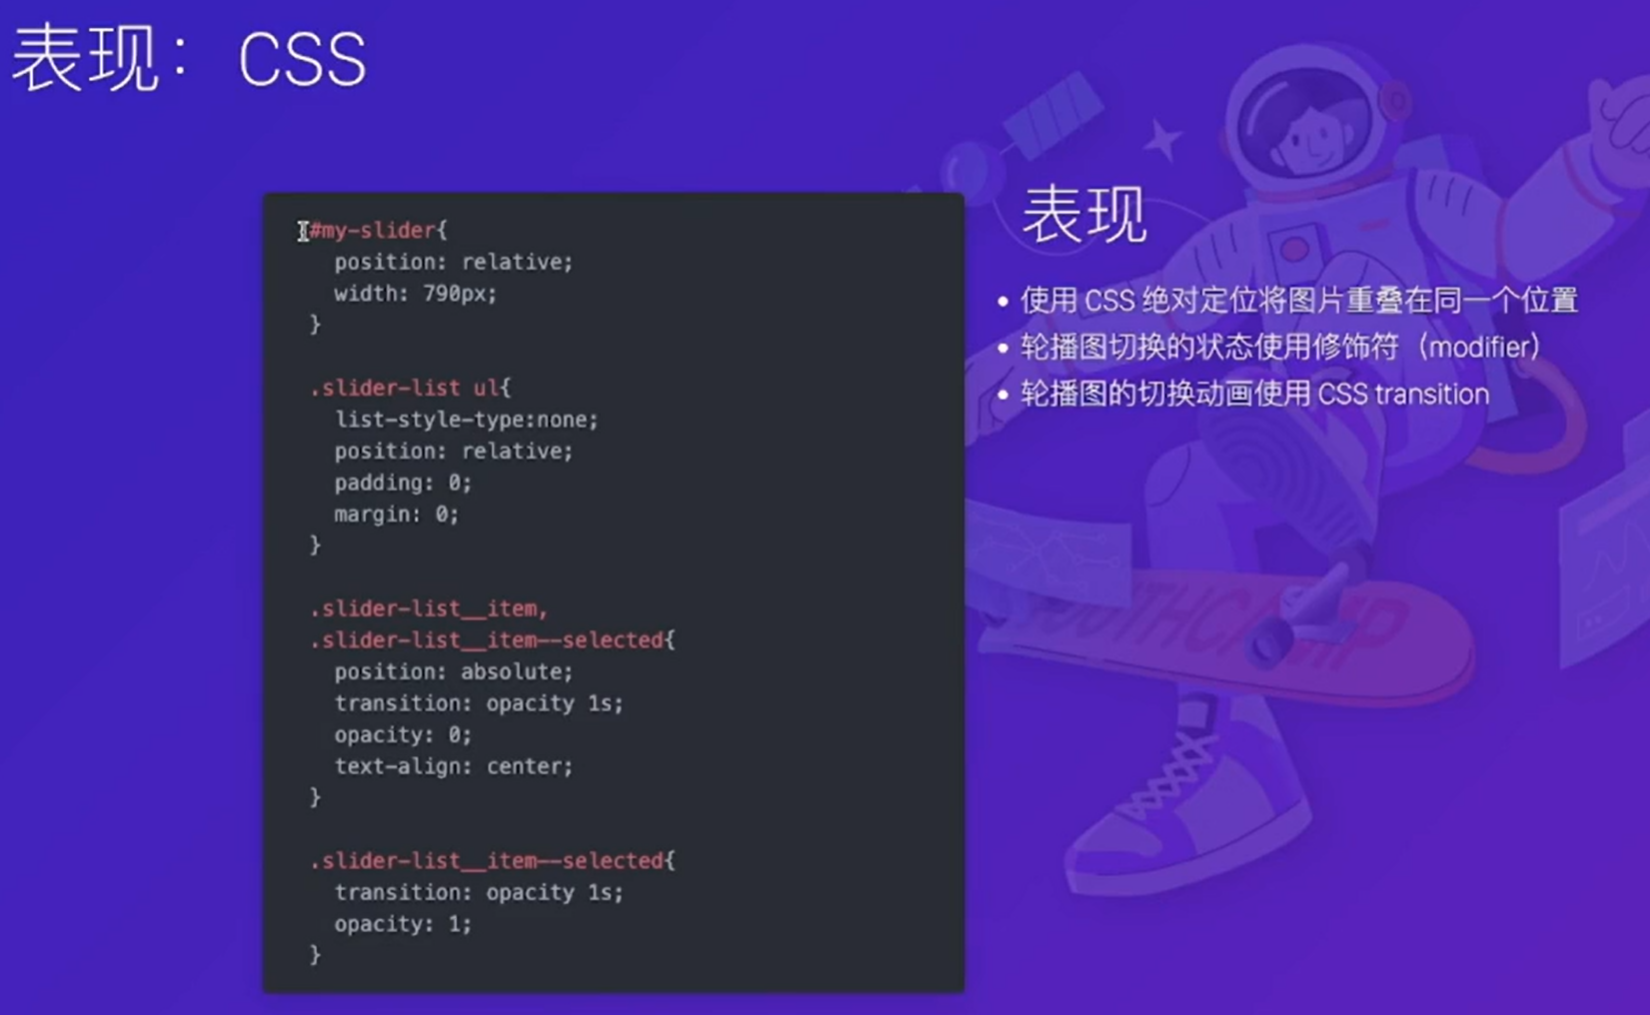 表现：CSS
#my-slider{
position: relative;
width: 790px;
}
.slider-list ul{
list-style-type:none;
position: relative;
padding: 0;
margin: 0;
}
.slider-list__item,
.slider-list__item--selected{
position: absolute;
transition: opacity 1s;
opacity: 0;
text-align: center;
}
.slider-list__item--selected{
transition: opacity 1s;
opacity: 1;
}
表现
• 使用 CSS 绝对定位将图片重叠在同一个位置
• 轮播图切换的状态使用修饰符（modifier）
• 轮播图的切换动画使用 CSS transition